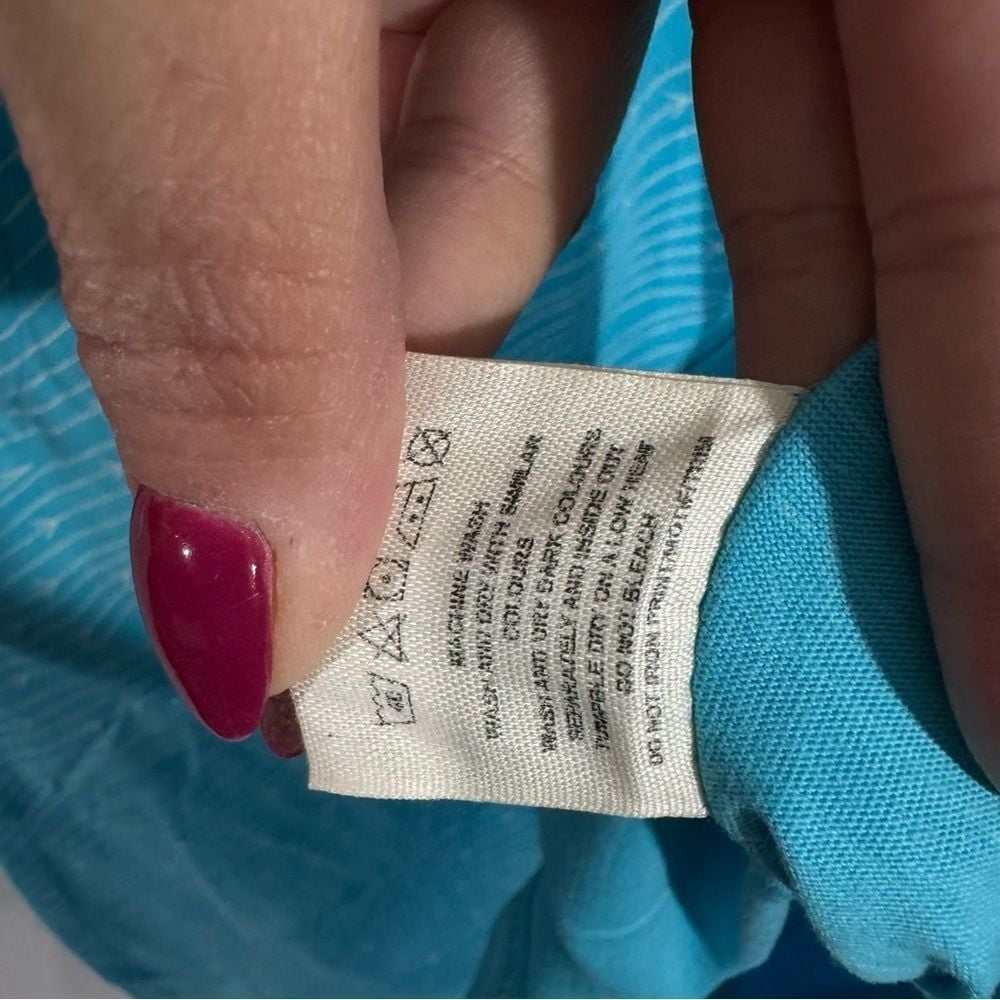 MACHINE WASH
WASH AND DRY WITH SIMILAR
COLOURS
WASH AND DRY DARK COLOURS
SEPARATELY AND INSIDE OUT
TUMBLE DRY ON A LOW HEAT
DO NOT BLEACH
DO NOT IRON PRINT/MOTIF/TRIM